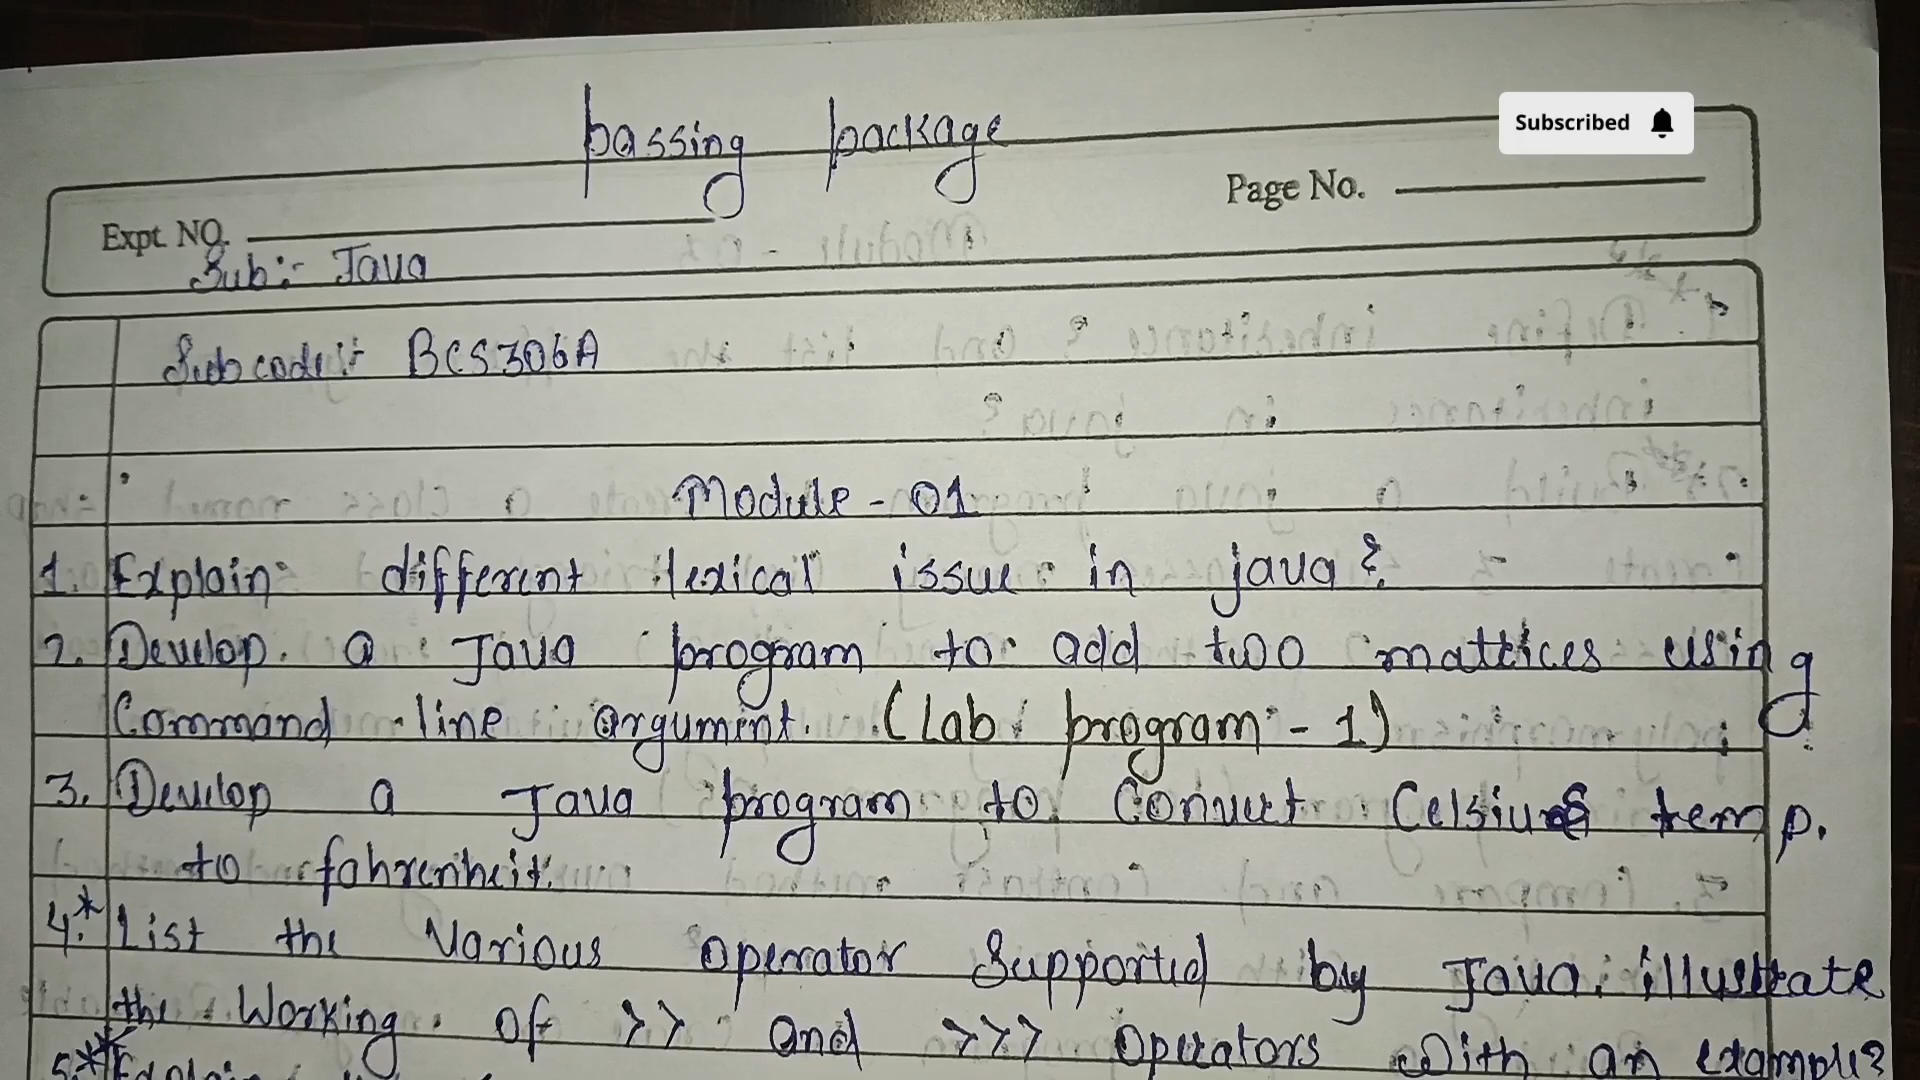 passing package
Subscribed
Page No.
Expt. NO.
Sub:- Java
Sub code:- BCS306A
Module - 01
1. Explain different lexical issue in java?
2. Develop a Java program to add two mattices using
Command line argument. (Lab program - 1)
3. Develop a Java program to Convert Celsius temp.
to fahrenheit.
4.* List the Various Operator Supported by Java. illustrate
the Working of >> and >>> Operators With an example?
5.** Explain